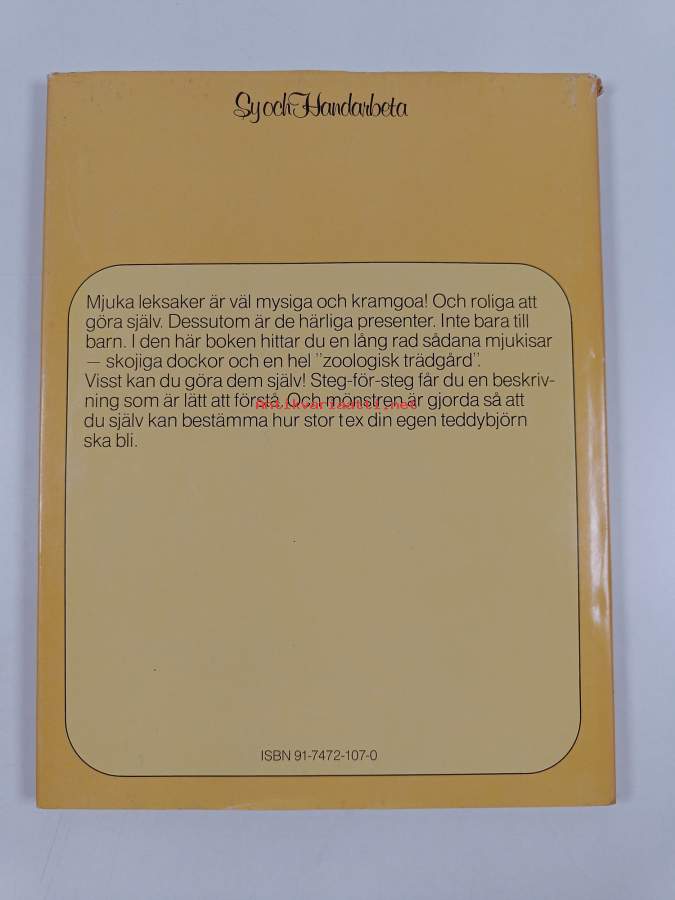 Sy och Handarbeta
Mjuka leksaker är väl mysiga och kramgoa! Och roliga att
göra själv. Dessutom är de härliga presenter. Inte bara till
barn. I den här boken hittar du en lång rad sådana mjukisar
— skojiga dockor och en hel "zoologisk trädgård".
Visst kan du göra dem själv! Steg-för-steg får du en beskriv-
ning som är lätt att förstå. Och mönstren är gjorda så att
Antikvariaatti.net
du själv kan bestämma hur stor t ex din egen teddybjörn
ska bli.
ISBN 91-7472-107-0